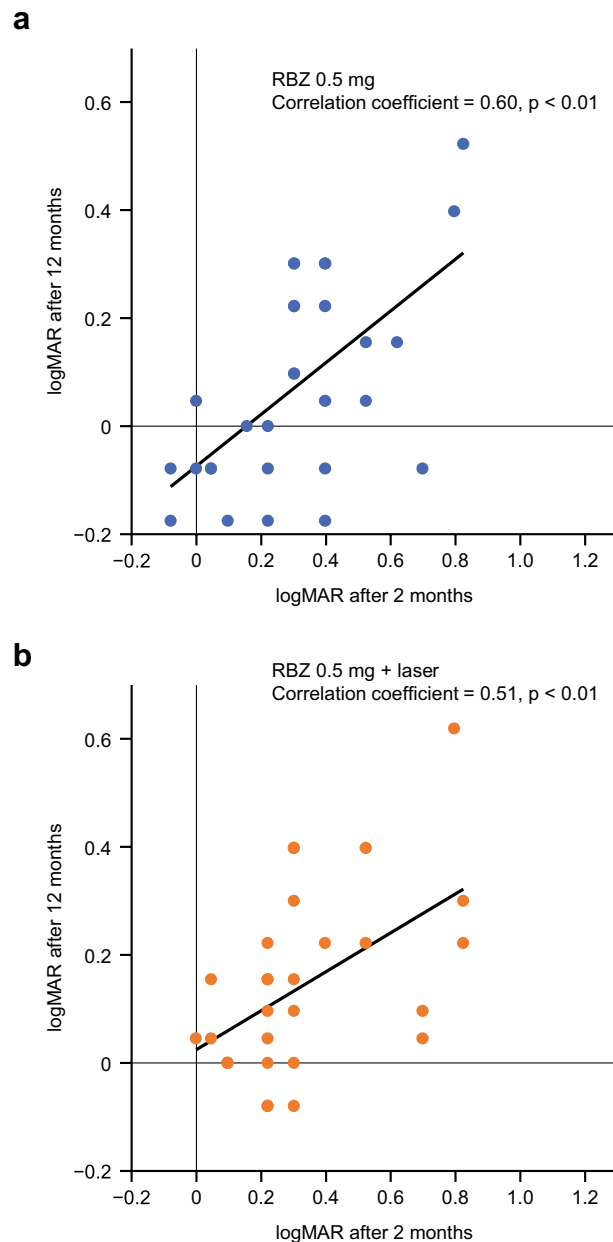 a
RBZ 0.5 mg
Correlation coefficient = 0.60, p < 0.01
logMAR after 12 months
0.6
0.4
0.2
0
−0.2
−0.2 0 0.2 0.4 0.6 0.8 1.0 1.2
logMAR after 2 months
b
RBZ 0.5 mg + laser
Correlation coefficient = 0.51, p < 0.01
logMAR after 12 months
0.6
0.4
0.2
0
−0.2
−0.2 0 0.2 0.4 0.6 0.8 1.0 1.2
logMAR after 2 months